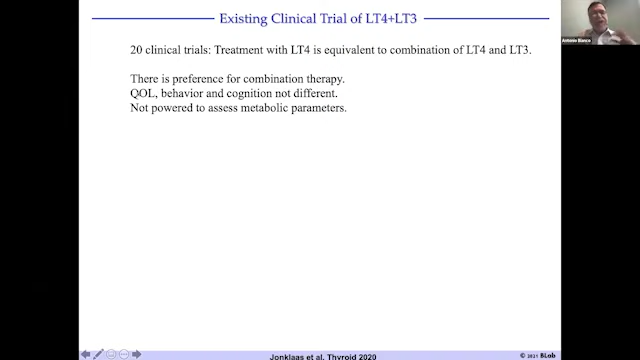 Existing Clinical Trial of LT4+LT3
Antonio Bianco
20 clinical trials: Treatment with LT4 is equivalent to combination of LT4 and LT3.
There is preference for combination therapy.
QOL, behavior and cognition not different.
Not powered to assess metabolic parameters.
Jonklaas et al. Thyroid 2020
© 2021 BLab